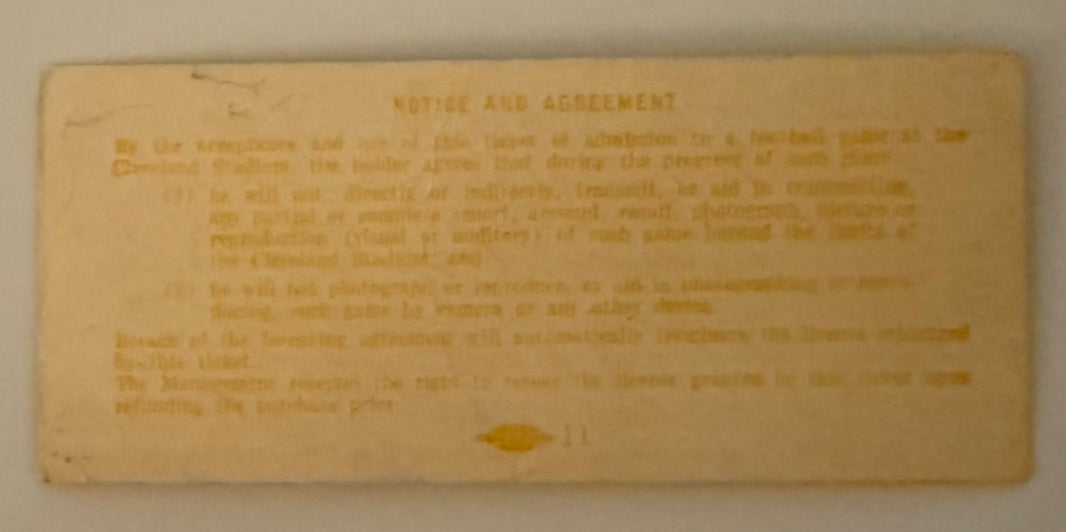 NOTICE AND AGREEMENT
By the acceptance and use of this ticket of admission to a football game at the
Cleveland Stadium, the holder agrees that during the progress of such game:
(1) he will not, directly or indirectly, transmit, or aid in transmitting,
any partial or complete report, account, result, photograph, picture or
reproduction (visual or auditory) of such game beyond the limits of
the Cleveland Stadium; and
(2) he will not photograph or reproduce, or aid in photographing or repro-
ducing, such game by camera or any other device.
Breach of the foregoing agreement will automatically terminate the license
by this ticket.
The Management reserves the right to revoke the license granted by this ticket upon
refunding the purchase price
11